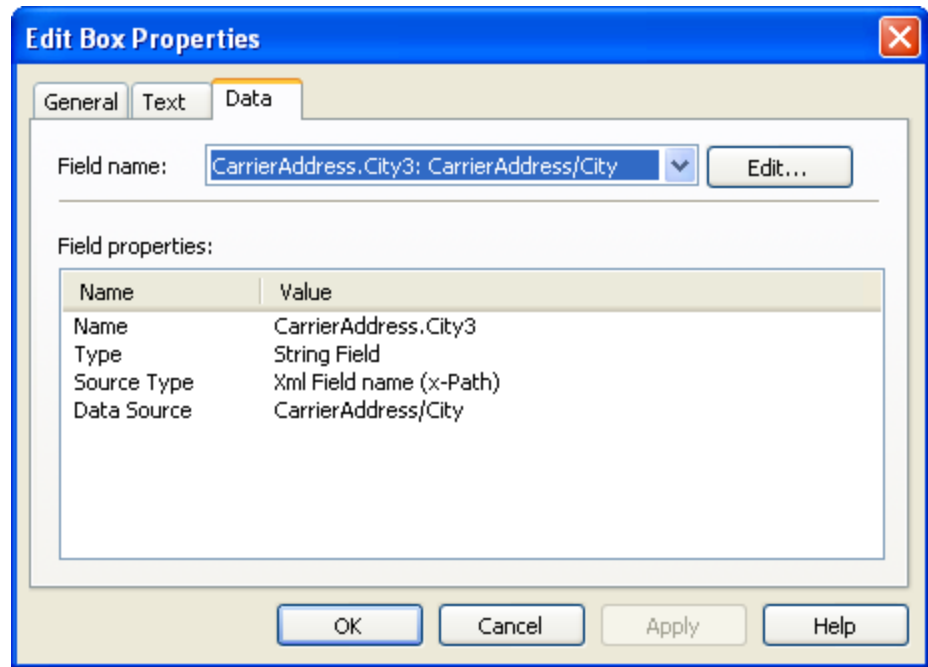 Edit Box Properties
General Text Data
Field name: CarrierAddress.City3: CarrierAddress/City Edit...
Field properties:
Name Value
Name CarrierAddress.City3
Type String Field
Source Type Xml Field name (x-Path)
Data Source CarrierAddress/City
OK Cancel Apply Help